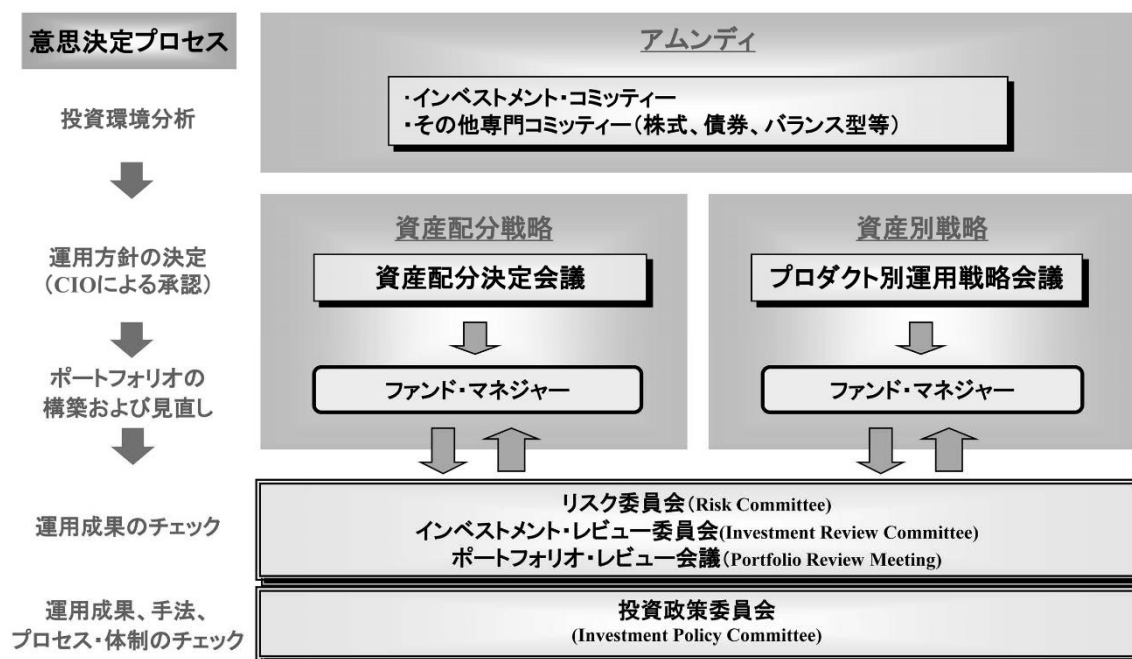 意思決定プロセス
アムンディ
投資環境分析
・インベストメント・コミッティー
・その他専門コミッティー(株式、債券、バランス型等)
運用方針の決定
(CIOによる承認)
資産配分戦略
資産配分決定会議
資産別戦略
プロダクト別運用戦略会議
ポートフォリオの
構築および見直し
ファンド・マネジャー
ファンド・マネジャー
運用成果のチェック
リスク委員会(Risk Committee)
インベストメント・レビュー委員会(Investment Review Committee)
ポートフォリオ・レビュー会議(Portfolio Review Meeting)
運用成果、手法、
プロセス・体制のチェック
投資政策委員会
(Investment Policy Committee)